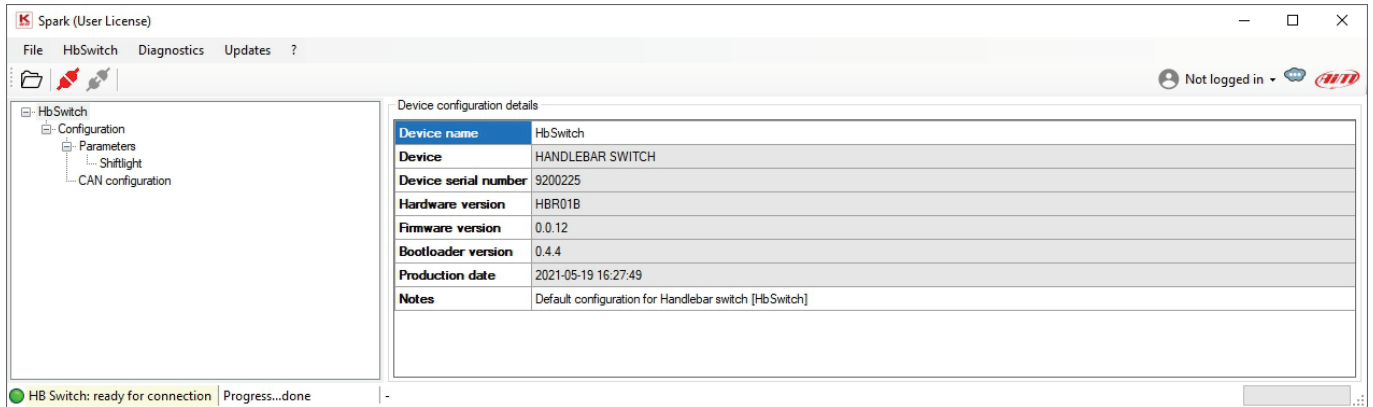 Spark (User License)
File HbSwitch Diagnostics Updates ?
Not logged in
AiM
HbSwitch
Configuration
Parameters
Shiftlight
CAN configuration
Device configuration details
Device name HbSwitch
Device HANDLEBAR SWITCH
Device serial number 9200225
Hardware version HBR01B
Firmware version 0.0.12
Bootloader version 0.4.4
Production date 2021-05-19 16:27:49
Notes Default configuration for Handlebar switch [HbSwitch]
HB Switch: ready for connection Progress...done -